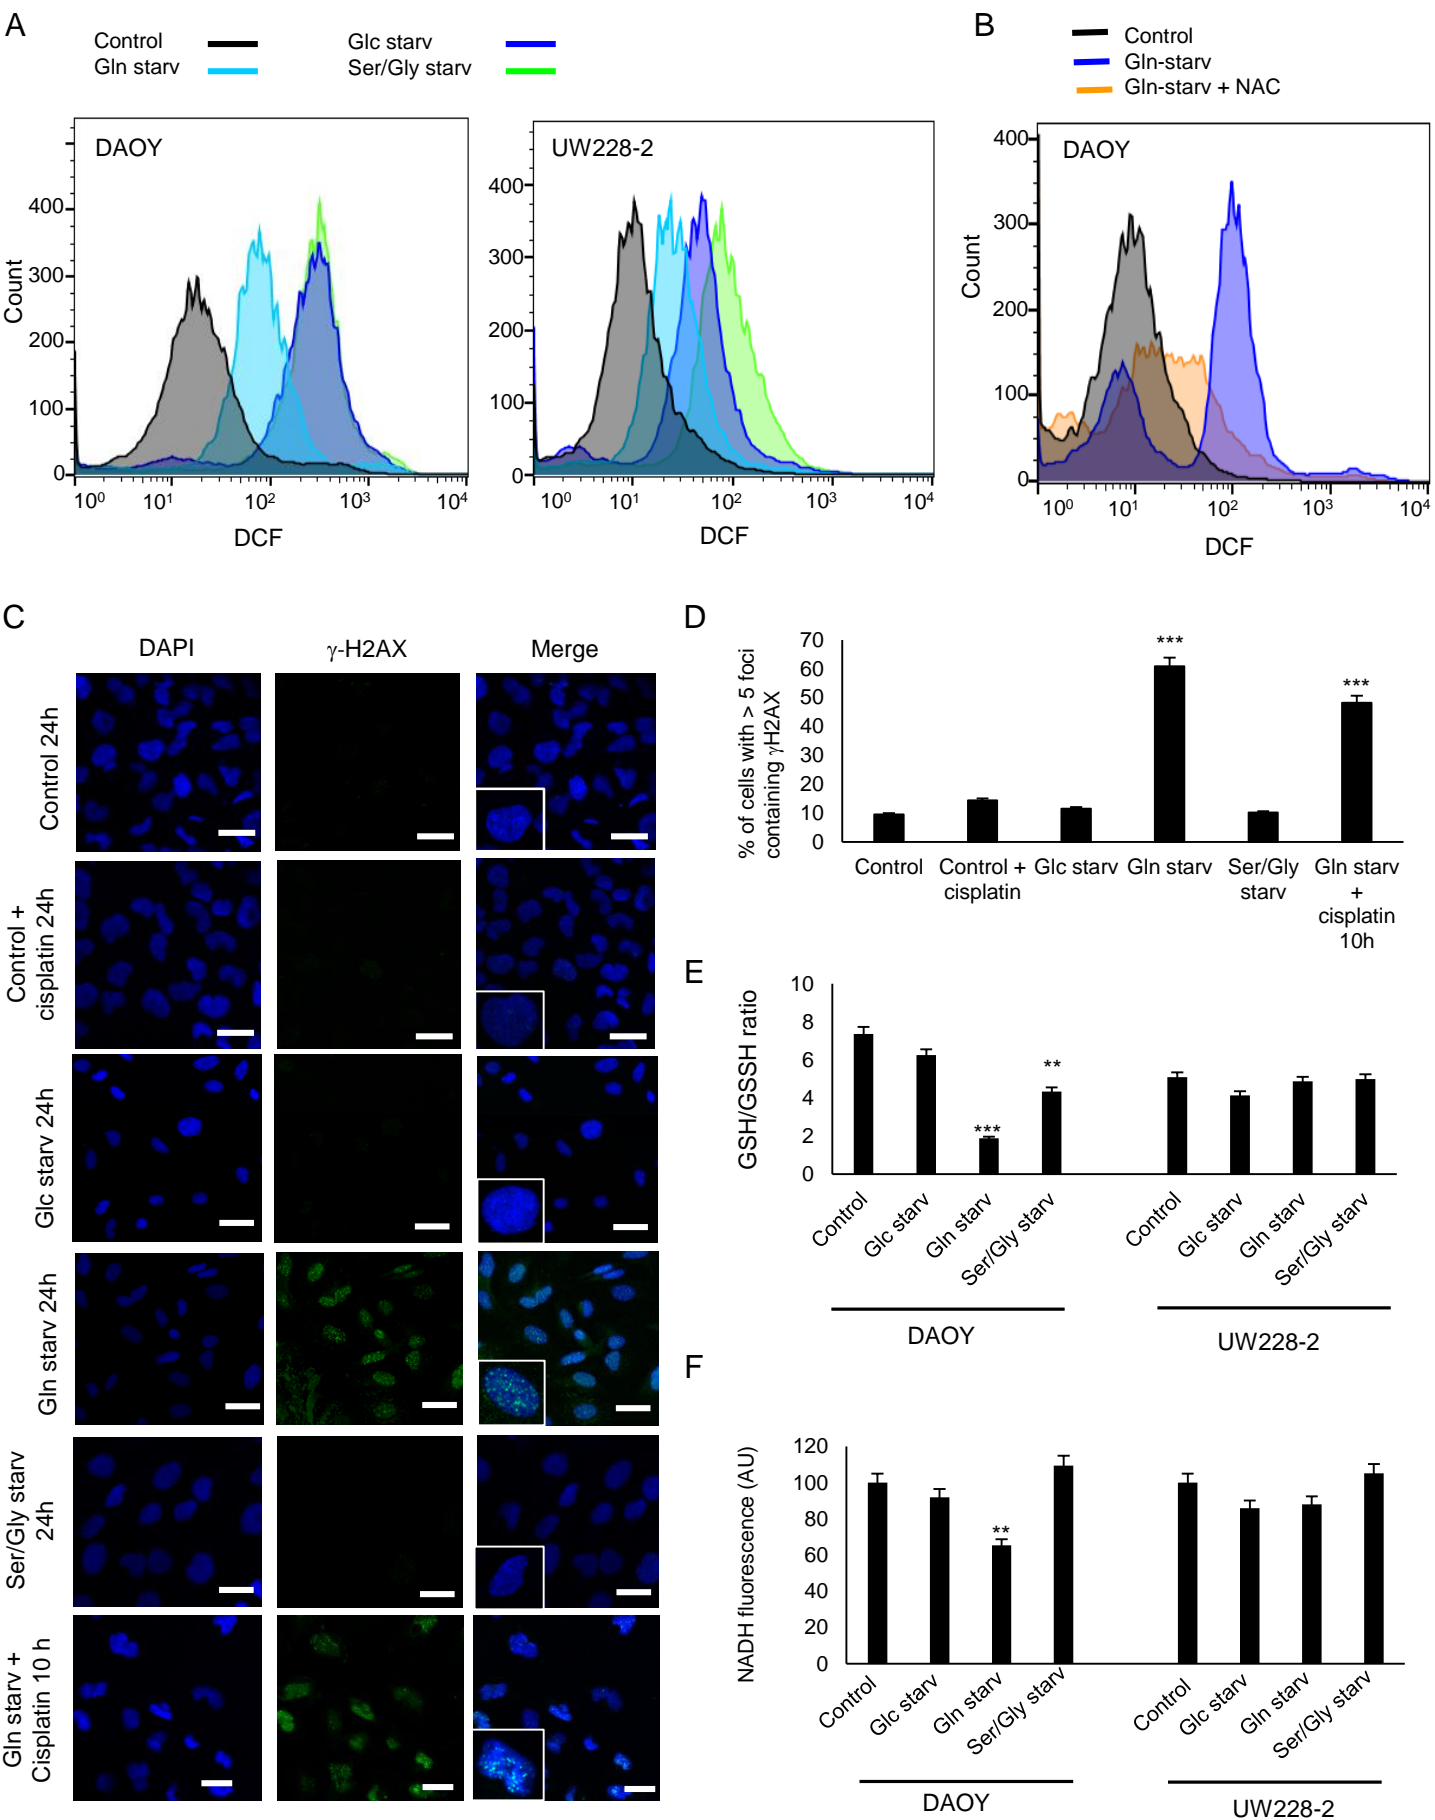 A
Control
Glc starv
Gln starv
Ser/Gly starv
DAOY
Count
400
300
200
100
0
10⁰ 10¹ 10² 10³ 10⁴
DCF
UW228-2
400
300
200
100
0
10⁰ 10¹ 10² 10³ 10⁴
DCF
B
Control
Gln-starv
Gln-starv + NAC
DAOY
Count
400
300
200
100
0
10⁰ 10¹ 10² 10³ 10⁴
DCF
C
DAPI γ-H2AX Merge
Control 24h
Control +
cisplatin 24h
Glc starv 24h
Gln starv 24h
Ser/Gly starv
24h
Gln starv +
Cisplatin 10 h
D
% of cells with > 5 foci
containing γH2AX
70
60
50
40
30
20
10
0
***
***
Control
Control +
cisplatin
Glc starv
Gln starv
Ser/Gly
starv
Gln starv
+
cisplatin
10h
E
GSH/GSSH ratio
10
8
6
4
2
0
***
**
Control
Glc starv
Gln starv
Ser/Gly starv
Control
Glc starv
Gln starv
Ser/Gly starv
DAOY
UW228-2
F
NADH fluorescence (AU)
120
100
80
60
40
20
0
**
Control
Glc starv
Gln starv
Ser/Gly starv
Control
Glc starv
Gln starv
Ser/Gly starv
DAOY
UW228-2